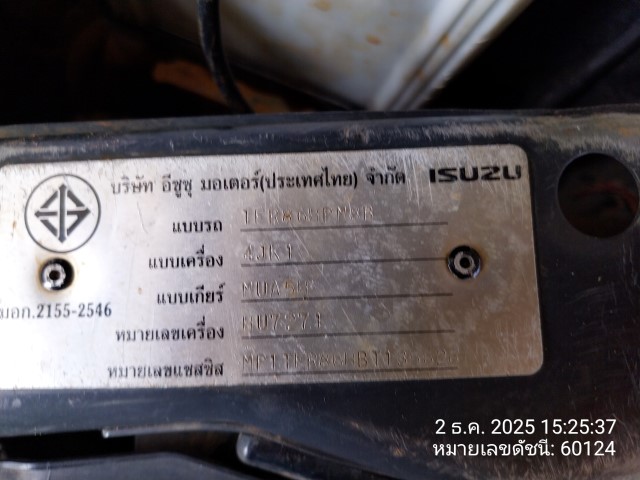 บริษัท อีซูซุ มอเตอร์(ประเทศไทย) จำกัด ISUZU
แบบรถ
แบบเครื่อง 4JK1
แบบเกียร์
มอก.2155-2546
หมายเลขเครื่อง
หมายเลขแชสซิส
2 ธ.ค. 2025 15:25:37
หมายเลขดัชนี: 60124